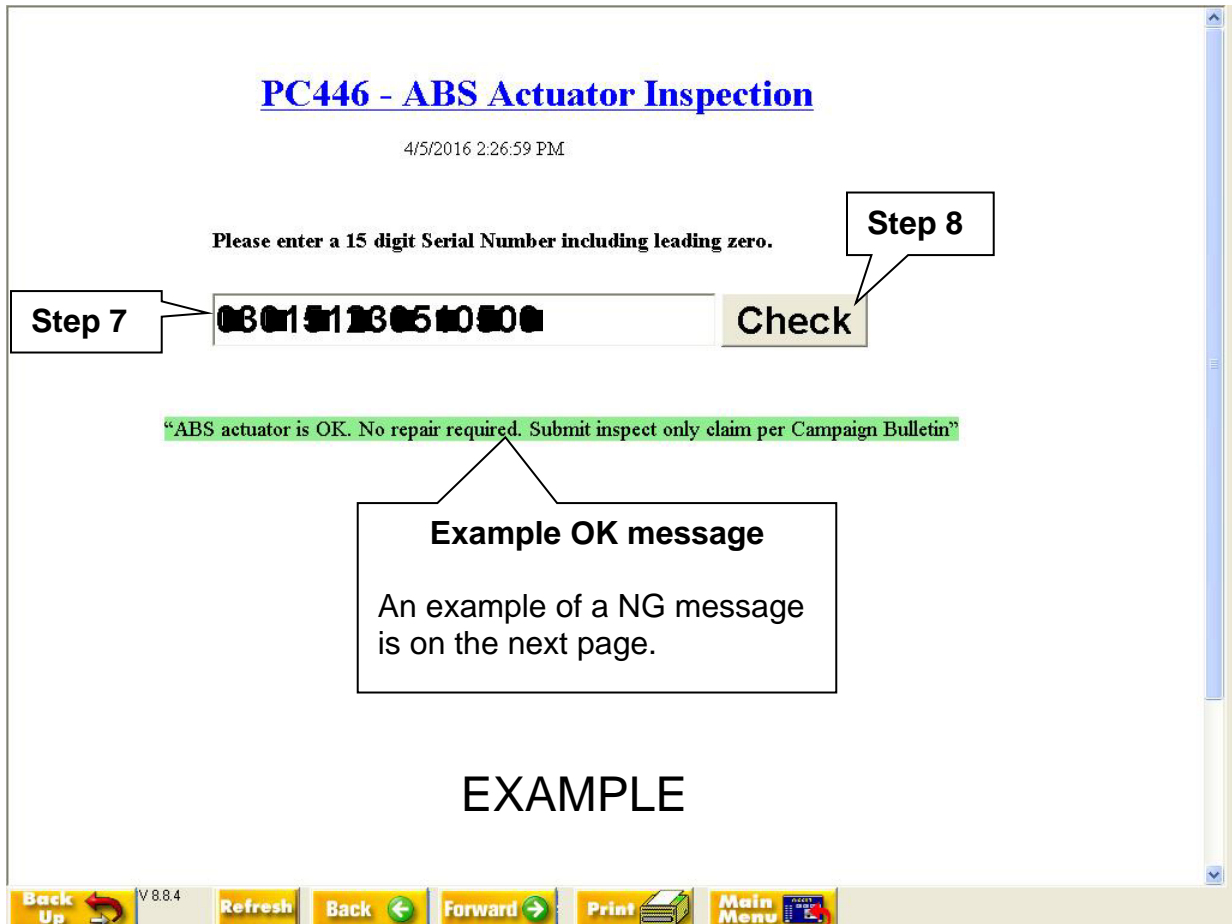 PC446 - ABS Actuator Inspection
4/5/2016 2:26:59 PM
Step 8
Please enter a 15 digit Serial Number including leading zero.
Step 7
Check
“ABS actuator is OK. No repair required. Submit inspect only claim per Campaign Bulletin”
Example OK message
An example of a NG message
is on the next page.
EXAMPLE
Back Up
V 8.8.4
Refresh
Back
Forward
Print
Main Menu